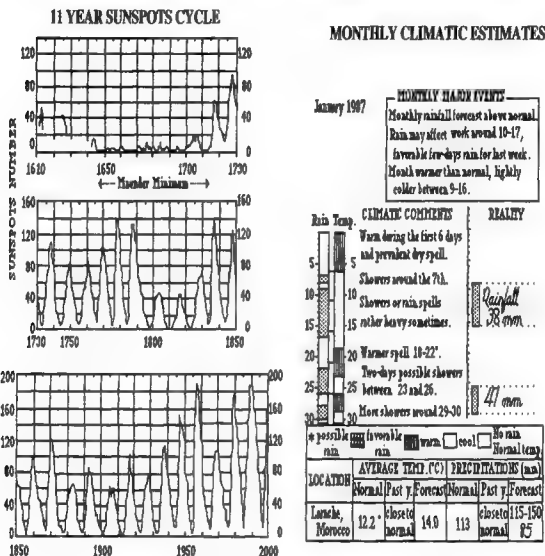 11 YEAR SUNSPOTS CYCLE
SUNSPOTS NUMBER
120
80
40
0
120
80
40
0
1610
1650
1700
1730
Maender Minimum
160
120
80
40
0
160
120
80
40
0
1730
1750
1800
1850
200
160
120
80
40
0
200
160
120
80
40
0
1850
1900
1950
2000
MONTHLY CLIMATIC ESTIMATES
January 1987
MONTHLY MAJOR EVENTS
Monthly rainfall forecast above normal.
Rain may affect work around 10-17,
favorable few-days rain for last week.
Month warmer than normal, lightly
colder between 9-16.
Rain Temp.
CLIMATIC COMMENTS
REALITY
5
10
15
20
25
30
5
10
15
20
25
30
Warm during the first 6 days
and prevalent dry spell.
Showers around the 7th.
Showers or rain spells
rather heavy sometimes.
Warmer spell 18-22°.
Two-days possible showers
between 23 and 26.
More showers around 29-30
Rainfall
38 mm
47 mm
* possible rain
favorable rain
warm
cool
No rain
Normal temp.
LOCATION
AVERAGE TEMP. (°C)
PRECIPITATIONS (mm)
Normal Past y. Forecast Normal Past y. Forecast
Larache, Morocco
12.2
close to normal
14.0
113
close to normal
115-150
85